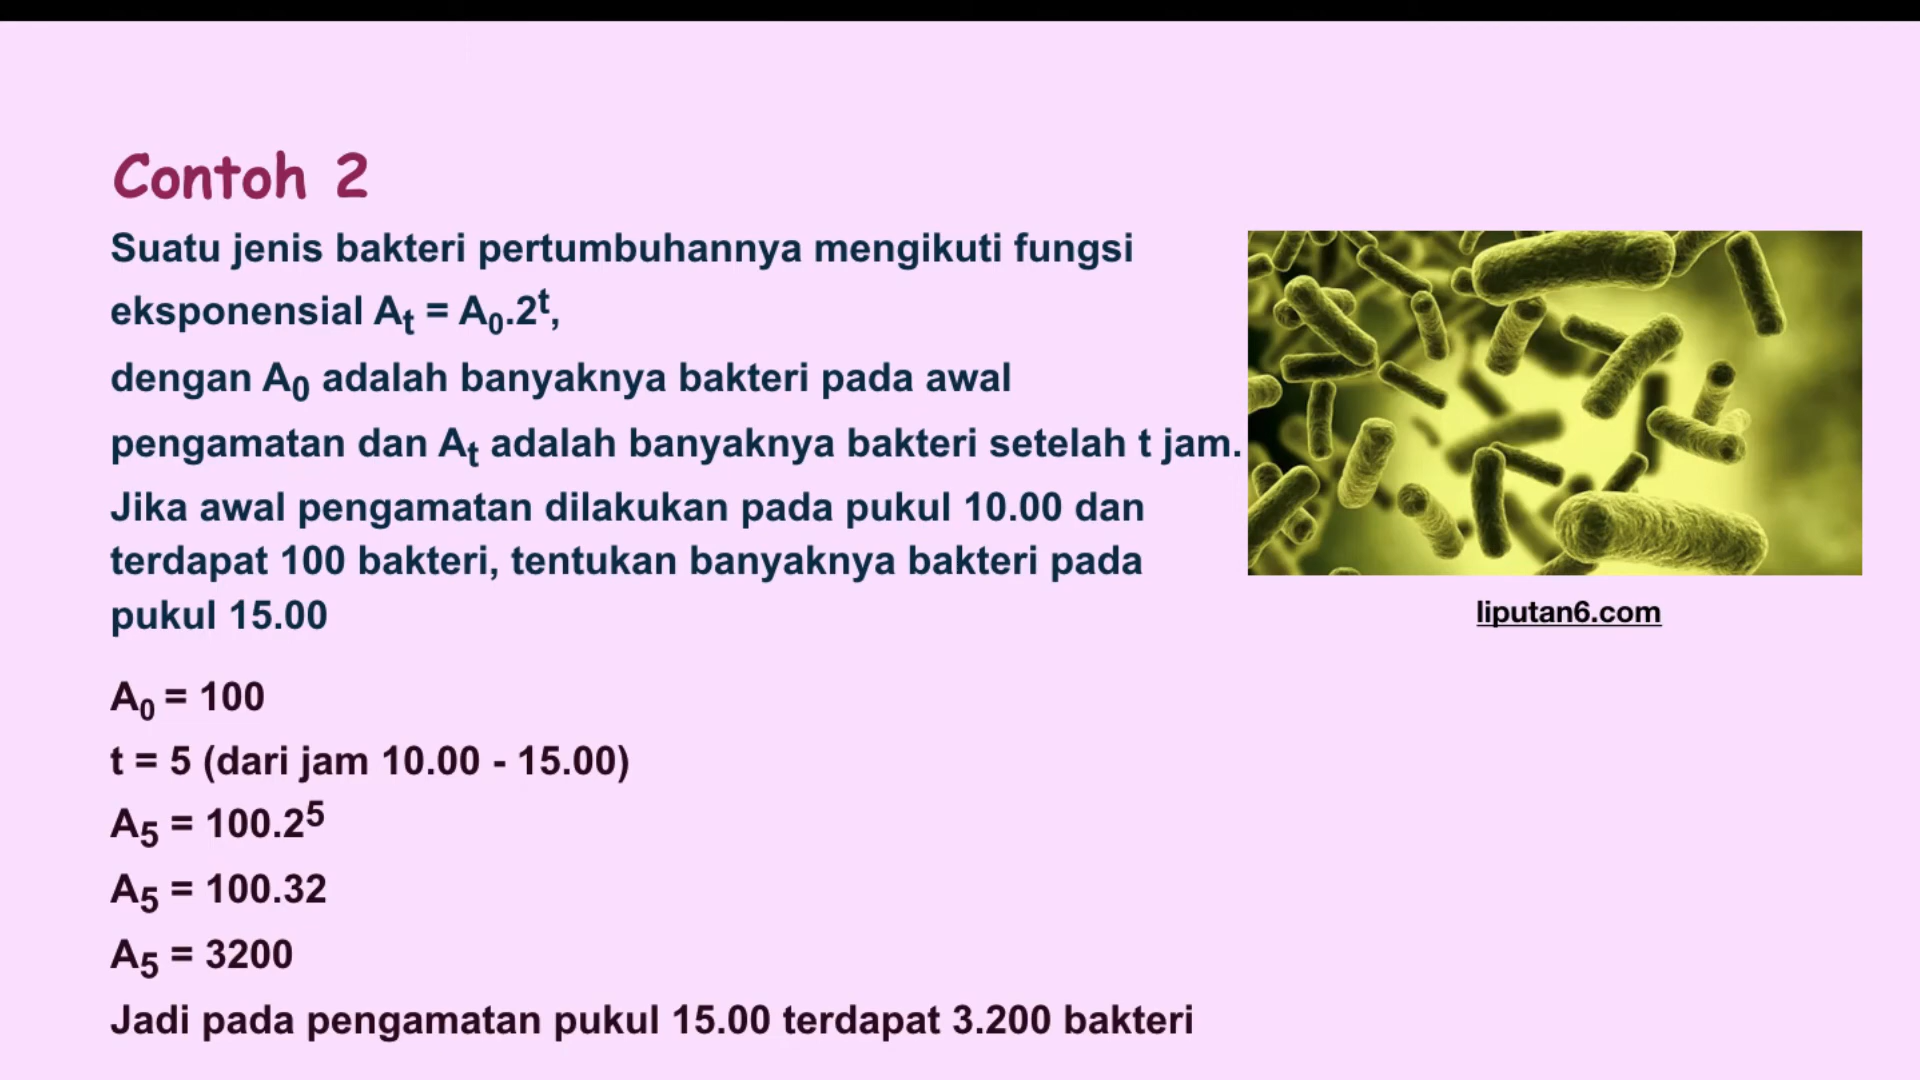 Contoh 2
Suatu jenis bakteri pertumbuhannya mengikuti fungsi
eksponensial A₀ₜ = A₀.2ᵗ,
dengan A₀ adalah banyaknya bakteri pada awal
pengamatan dan Aₜ adalah banyaknya bakteri setelah t jam.
Jika awal pengamatan dilakukan pada pukul 10.00 dan
terdapat 100 bakteri, tentukan banyaknya bakteri pada
pukul 15.00
liputan6.com
A₀ = 100
t = 5 (dari jam 10.00 - 15.00)
A₅ = 100.2⁵
A₅ = 100.32
A₅ = 3200
Jadi pada pengamatan pukul 15.00 terdapat 3.200 bakteri